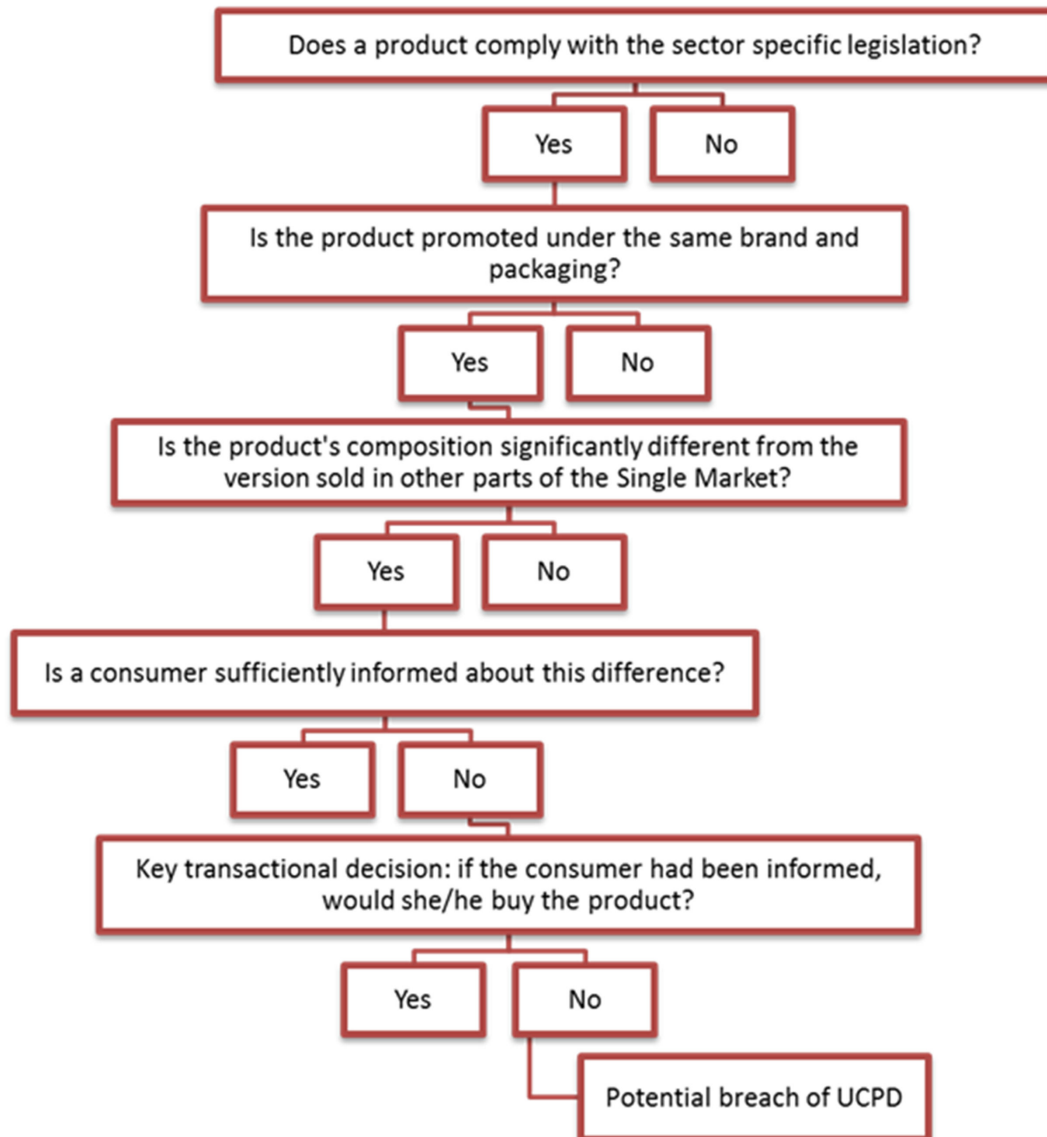 Does a product comply with the sector specific legislation?
Yes
No
Is the product promoted under the same brand and
packaging?
Yes
No
Is the product's composition significantly different from the
version sold in other parts of the Single Market?
Yes
No
Is a consumer sufficiently informed about this difference?
Yes
No
Key transactional decision: if the consumer had been informed,
would she/he buy the product?
Yes
No
Potential breach of UCPD